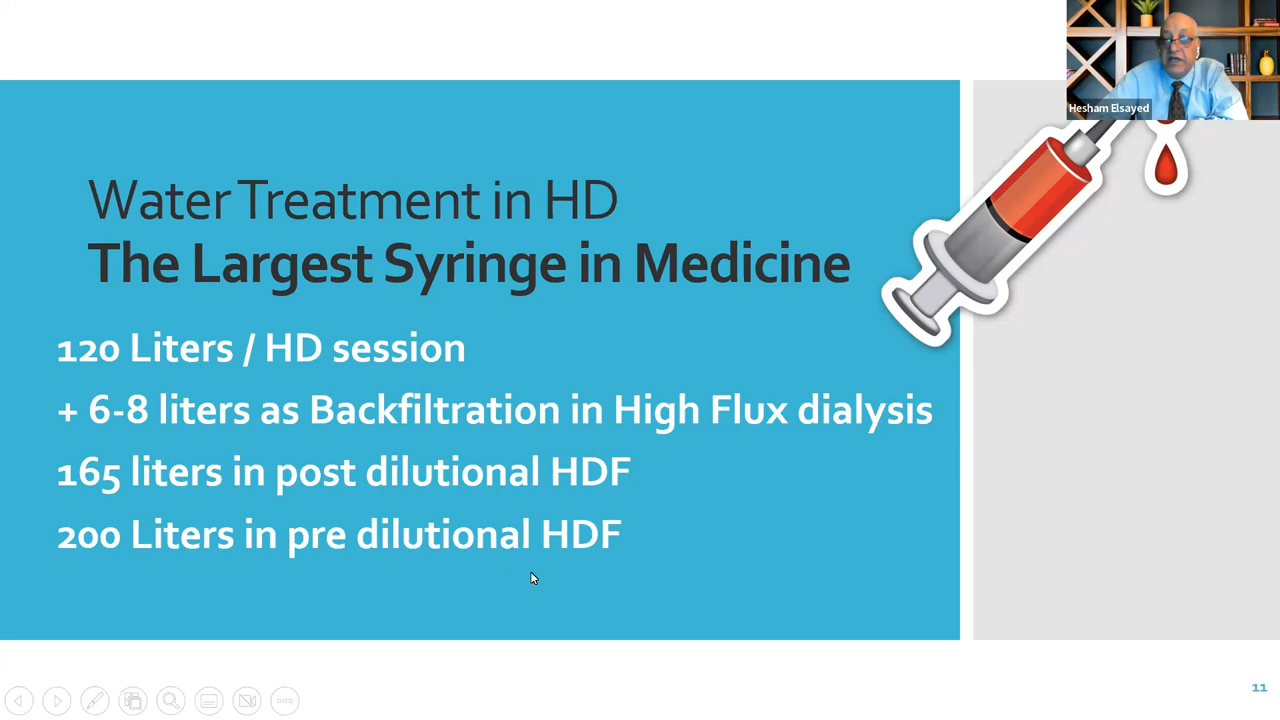 Hesham Elsayed
Water Treatment in HD
The Largest Syringe in Medicine
120 Liters / HD session
+ 6-8 liters as Backfiltration in High Flux dialysis
165 liters in post dilutional HDF
200 Liters in pre dilutional HDF
11